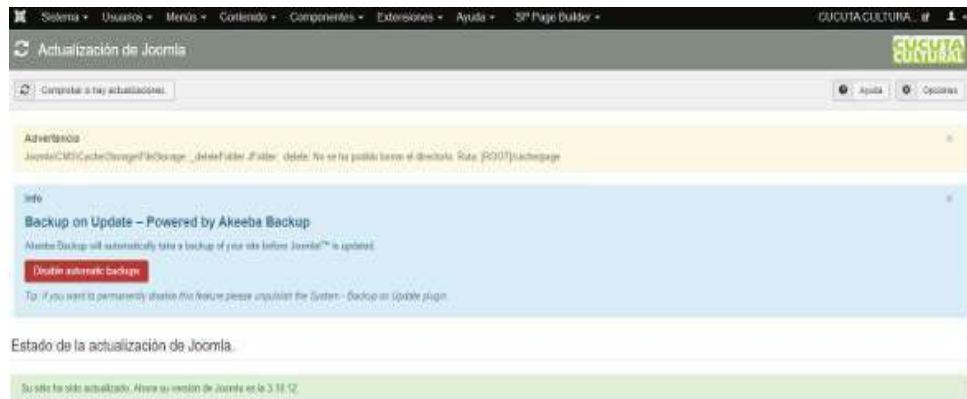 Sistema Usuarios Menús Contenido Componentes Extensiones Ayuda SP Page Builder CUCUTA CULTURA...
Actualización de Joomla CÚCUTA CULTURAL
Comprobar si hay actualizaciones Ayuda Opciones
Advertencia
Joomla\CMS\Cache\Storage\FileStorage::_deleteFolder JFolder::delete: No se ha podido borrar el directorio. Ruta: [ROOT]/cache/page
Info
Backup on Update – Powered by Akeeba Backup
Akeeba Backup will automatically take a backup of your site before Joomla!™ is updated.
Disable automatic backups
Tip: if you want to permanently disable this feature please unpublish the System - Backup on Update plugin.
Estado de la actualización de Joomla.
Su sitio ha sido actualizado. Ahora su versión de Joomla es la 3.10.12.